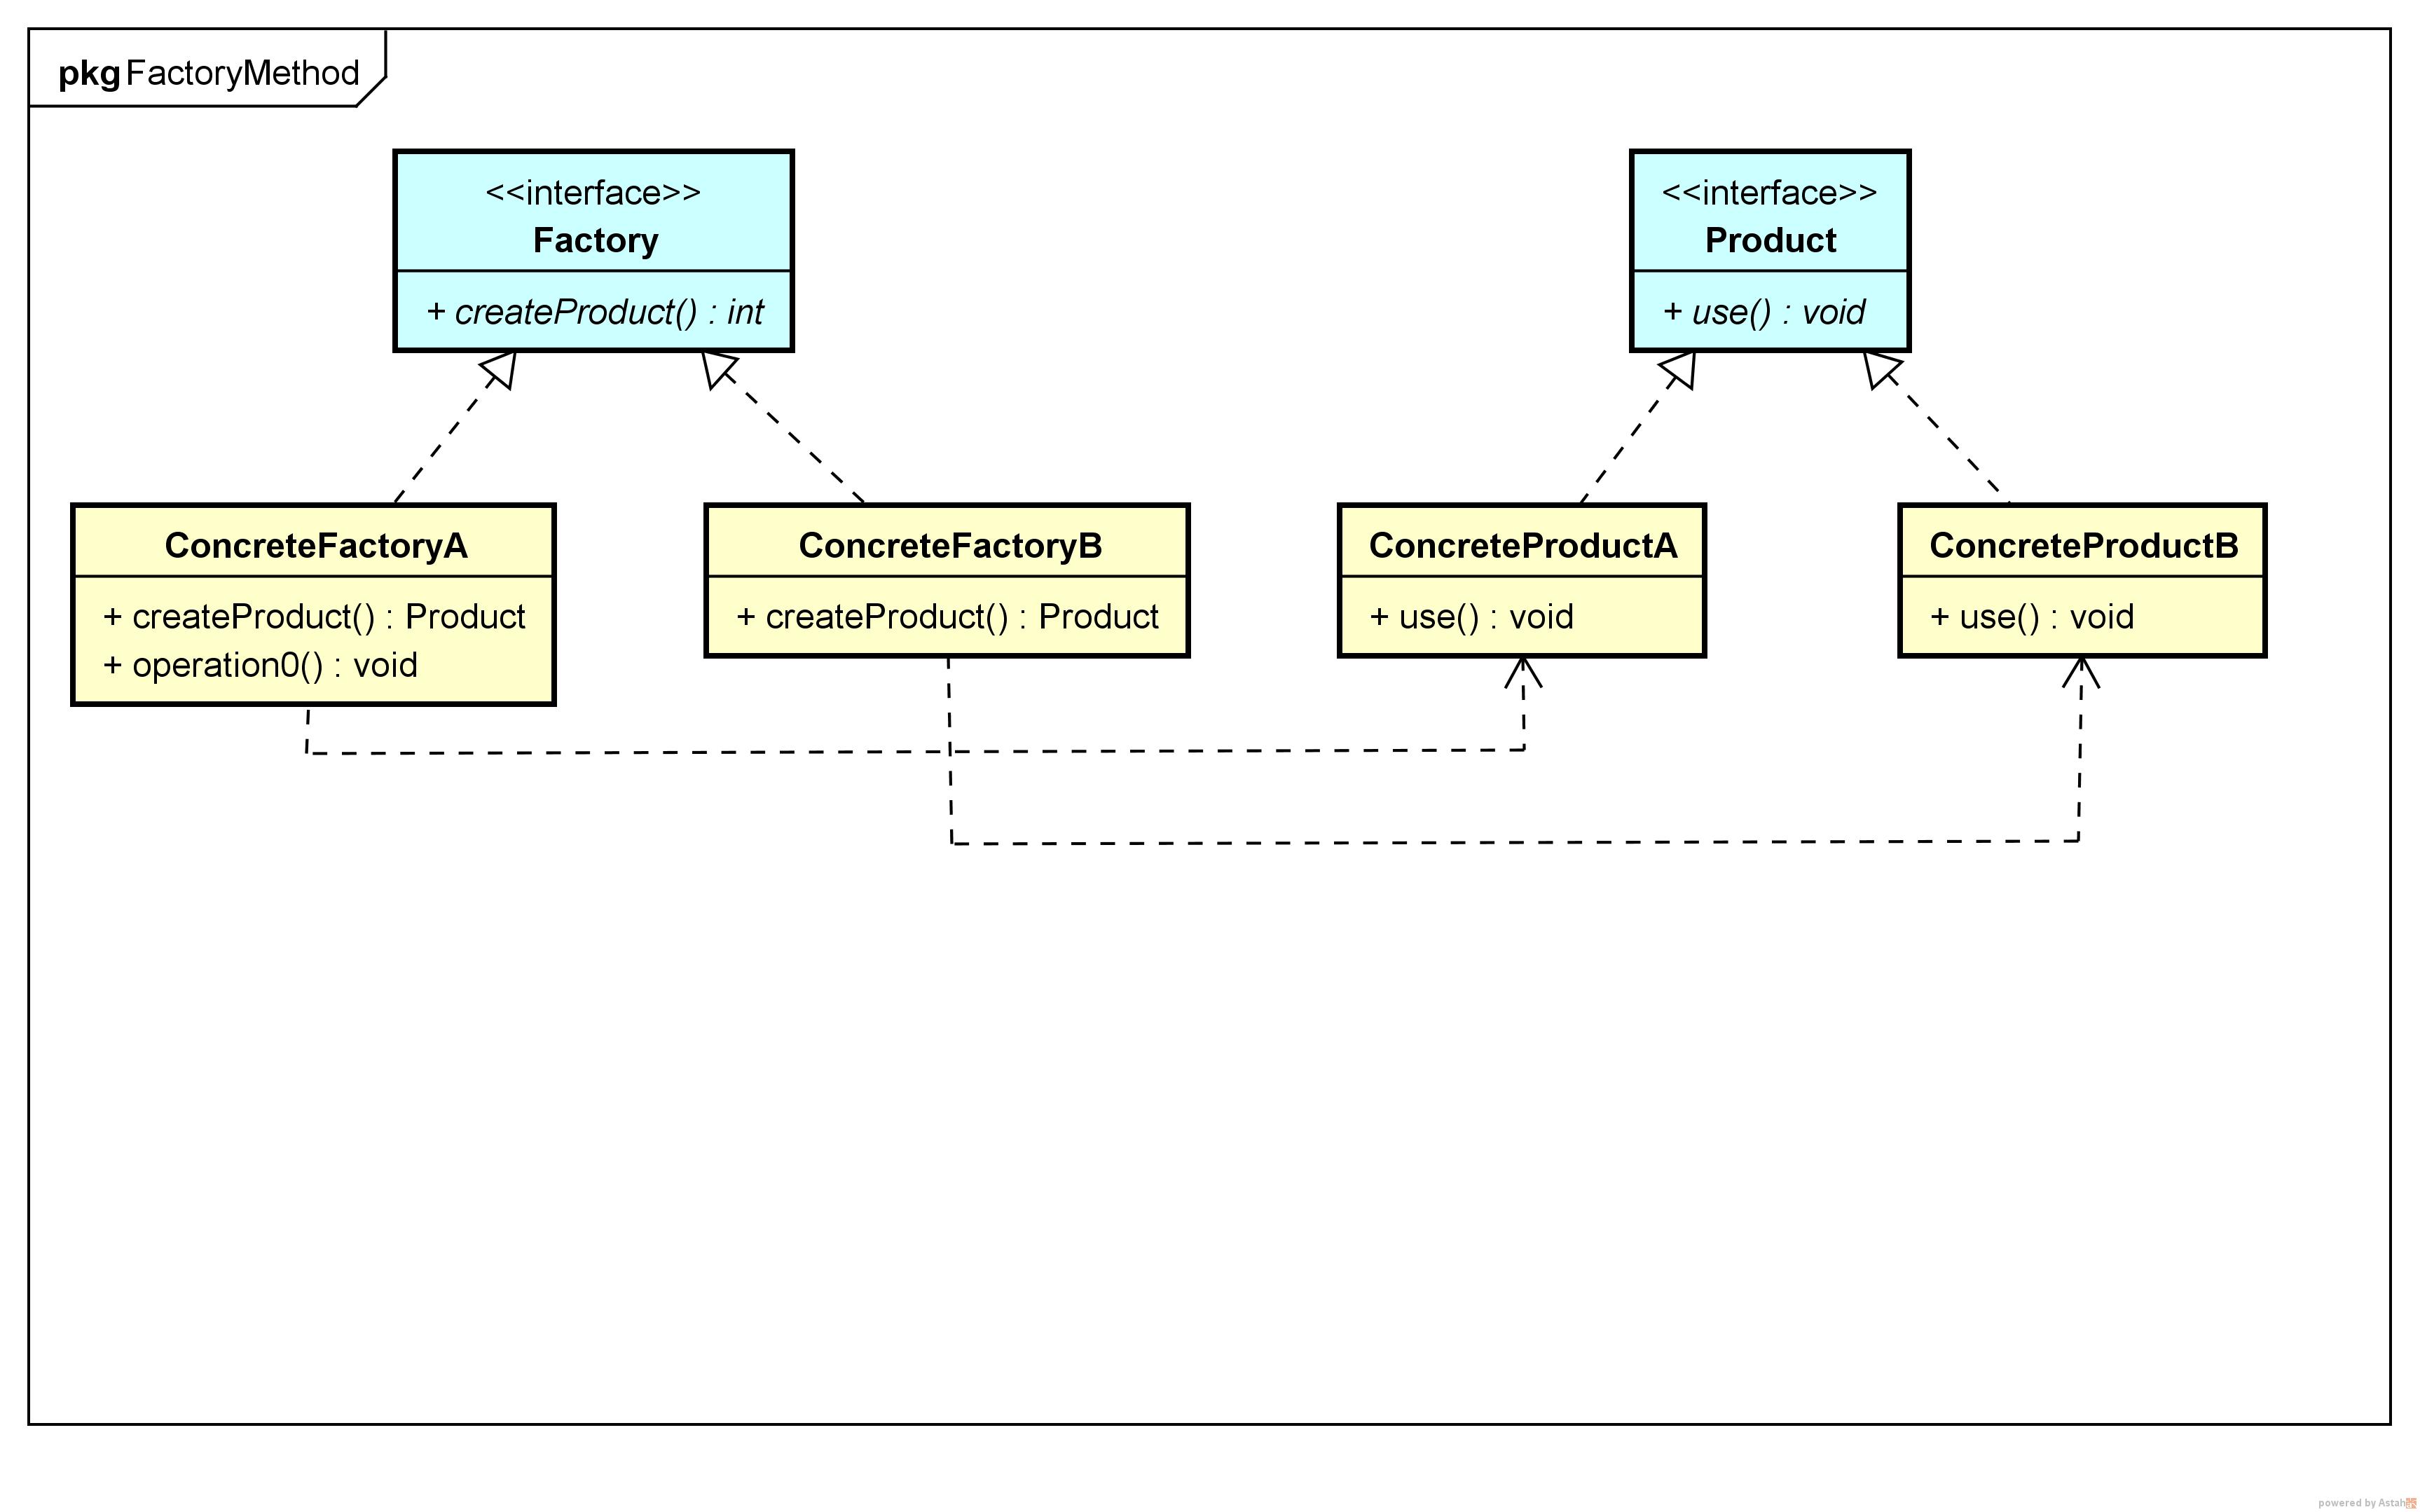 pkg FactoryMethod
<<interface>>
Factory
+ createProduct() : int
<<interface>>
Product
+ use() : void
ConcreteFactoryA
+ createProduct() : Product
+ operation0() : void
ConcreteFactoryB
+ createProduct() : Product
ConcreteProductA
+ use() : void
ConcreteProductB
+ use() : void
powered by Astah